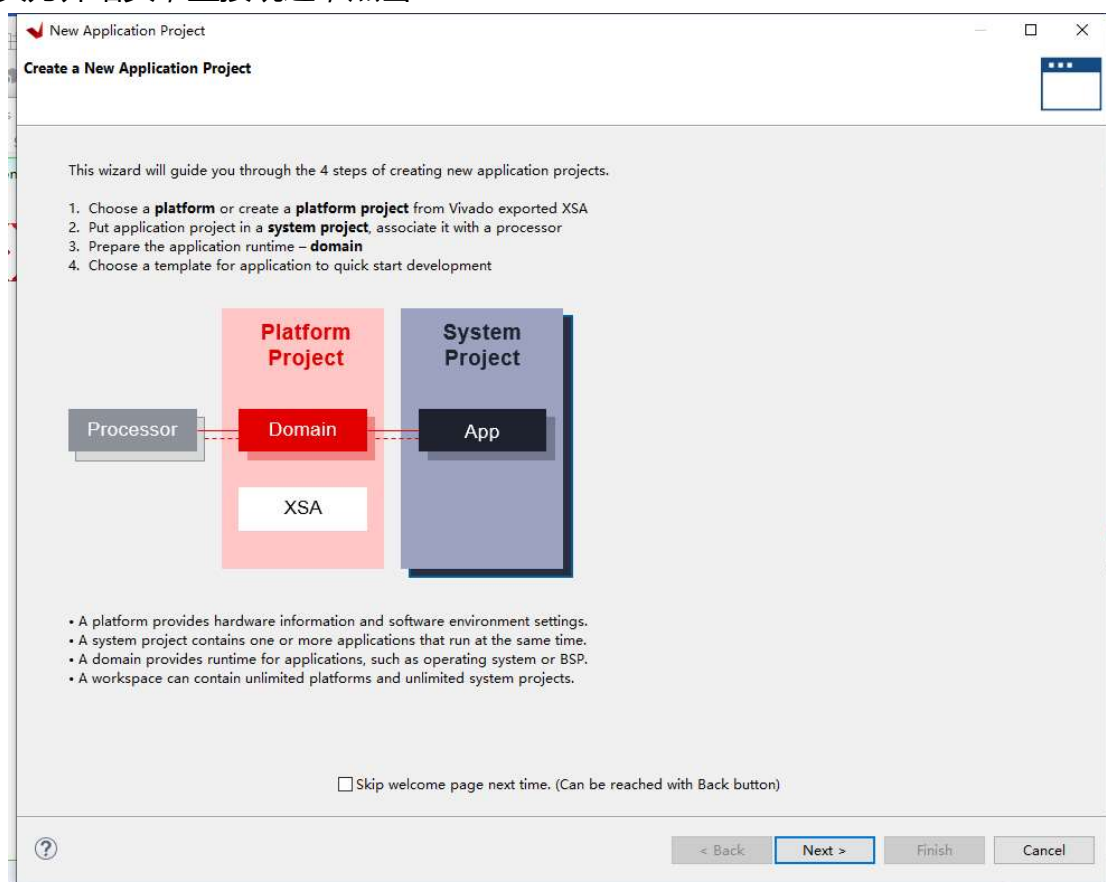 New Application Project
Create a New Application Project
This wizard will guide you through the 4 steps of creating new application projects.
1. Choose a platform or create a platform project from Vivado exported XSA
2. Put application project in a system project, associate it with a processor
3. Prepare the application runtime – domain
4. Choose a template for application to quick start development
Platform
Project
System
Project
Processor
Domain
App
XSA
• A platform provides hardware information and software environment settings.
• A system project contains one or more applications that run at the same time.
• A domain provides runtime for applications, such as operating system or BSP.
• A workspace can contain unlimited platforms and unlimited system projects.
Skip welcome page next time. (Can be reached with Back button)
?
< Back
Next >
Finish
Cancel